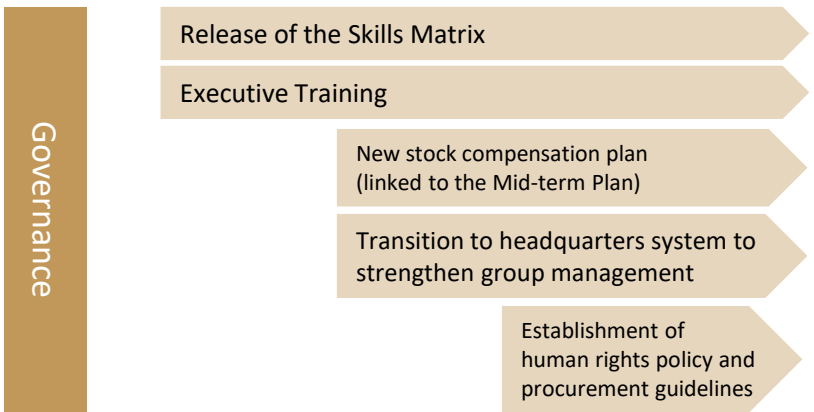 Governance
Release of the Skills Matrix
Executive Training
New stock compensation plan
(linked to the Mid-term Plan)
Transition to headquarters system to
strengthen group management
Establishment of
human rights policy and
procurement guidelines